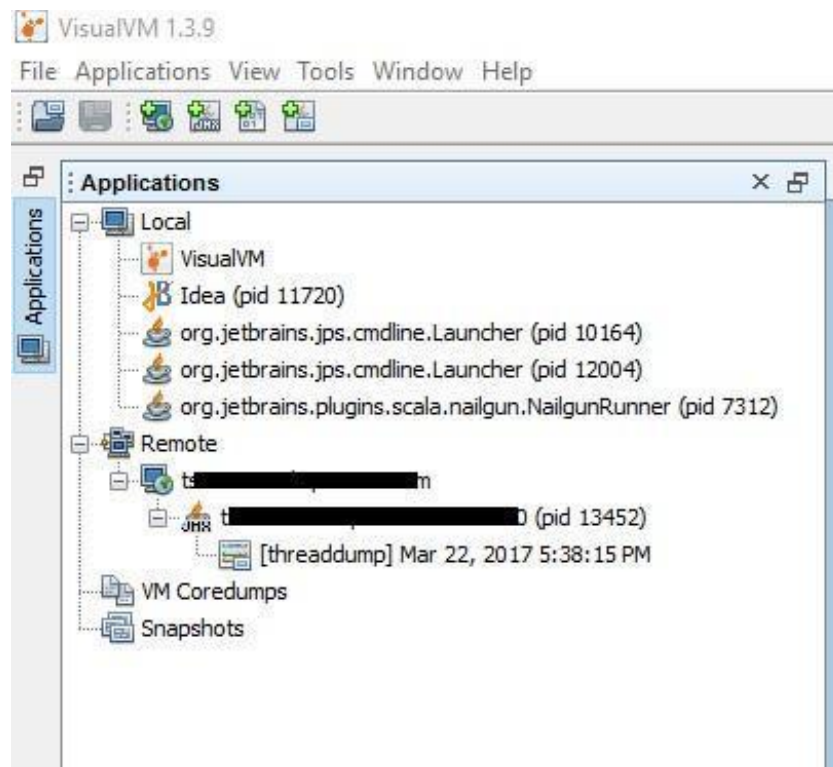 VisualVM 1.3.9
File Applications View Tools Window Help
Applications
Applications
Local
VisualVM
Idea (pid 11720)
org.jetbrains.jps.cmdline.Launcher (pid 10164)
org.jetbrains.jps.cmdline.Launcher (pid 12004)
org.jetbrains.plugins.scala.nailgun.NailgunRunner (pid 7312)
Remote
(pid 13452)
[threaddump] Mar 22, 2017 5:38:15 PM
VM Coredumps
Snapshots